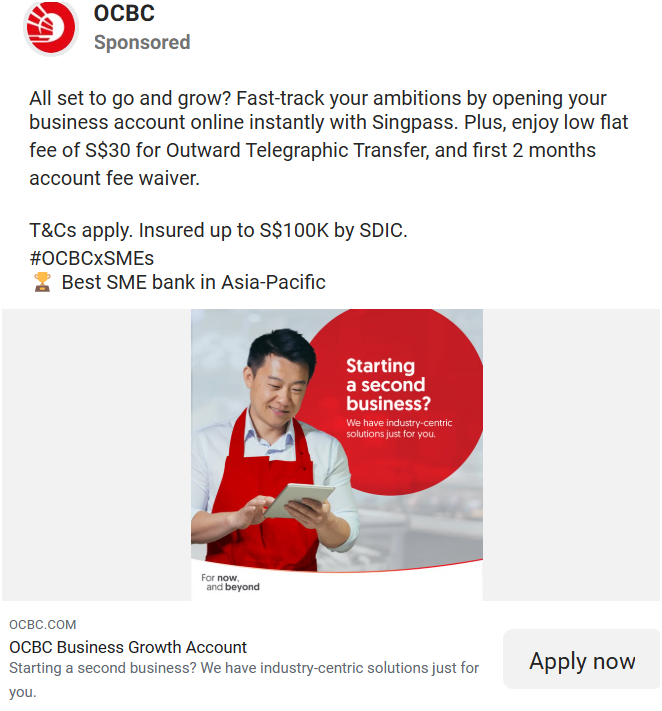 OCBC
Sponsored
All set to go and grow? Fast-track your ambitions by opening your
business account online instantly with Singpass. Plus, enjoy low flat
fee of S$30 for Outward Telegraphic Transfer, and first 2 months
account fee waiver.
T&Cs apply. Insured up to S$100K by SDIC.
#OCBCxSMEs
🏆 Best SME bank in Asia-Pacific
Starting
a second
business?
We have industry-centric
solutions just for you.
For now,
and beyond
OCBC.COM
OCBC Business Growth Account
Starting a second business? We have industry-centric solutions just for
you.
Apply now